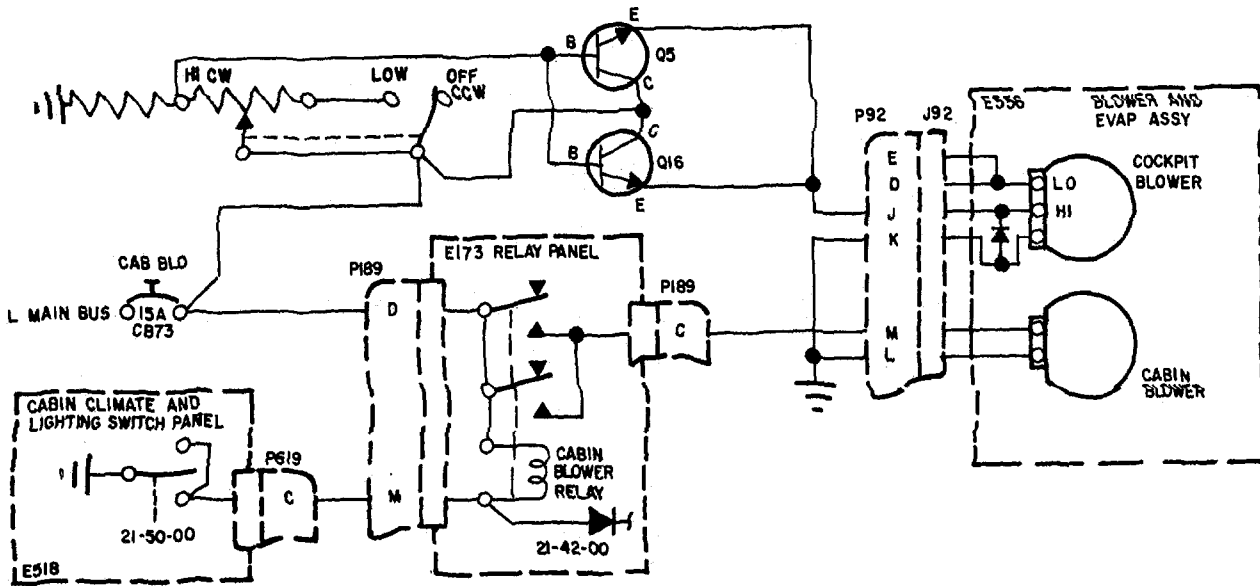 E
B
Q5
C
HI CW
LOW
OFF
CCW
C
B
Q16
E
P92
J92
E556
BLOWER AND
EVAP ASSY
E
D
J
K
M
L
LO
HI
COCKPIT
BLOWER
CABIN
BLOWER
CAB BLO
L MAIN BUS
15A
CB73
P189
D
M
E173 RELAY PANEL
P189
C
CABIN
BLOWER
RELAY
21-42-00
CABIN CLIMATE AND
LIGHTING SWITCH PANEL
P619
C
21-50-00
E518